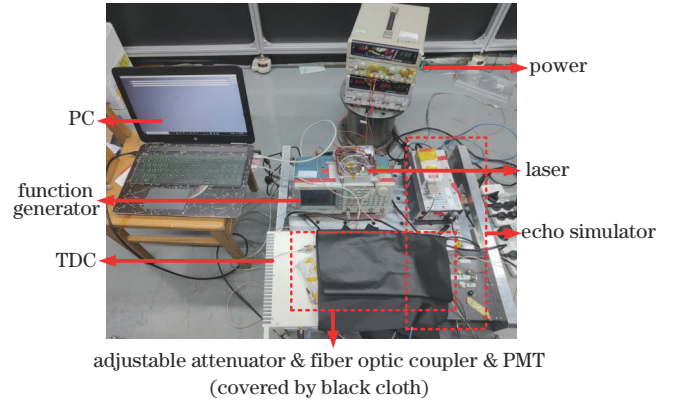 power
PC
laser
function
generator
echo simulator
TDC
adjustable attenuator & fiber optic coupler & PMT
(covered by black cloth)